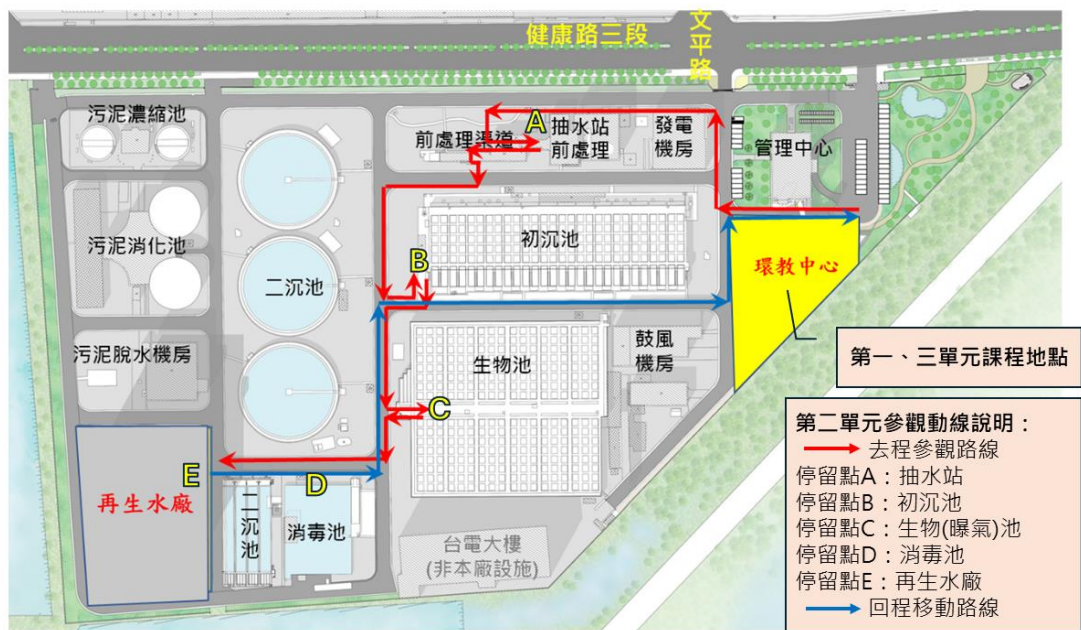 健康路三段
文平路
污泥濃縮池
前處理渠道
A
抽水站
前處理
發電
機房
管理中心
初沉池
污泥消化池
二沉池
B
環教中心
第一、三單元課程地點
污泥脫水機房
生物池
鼓風
機房
C
第二單元參觀動線說明：
去程參觀路線
停留點A：抽水站
停留點B：初沉池
停留點C：生物(曝氣)池
停留點D：消毒池
停留點E：再生水廠
回程移動路線
E
D
再生水廠
二沉池
消毒池
台電大樓
(非本廠設施)